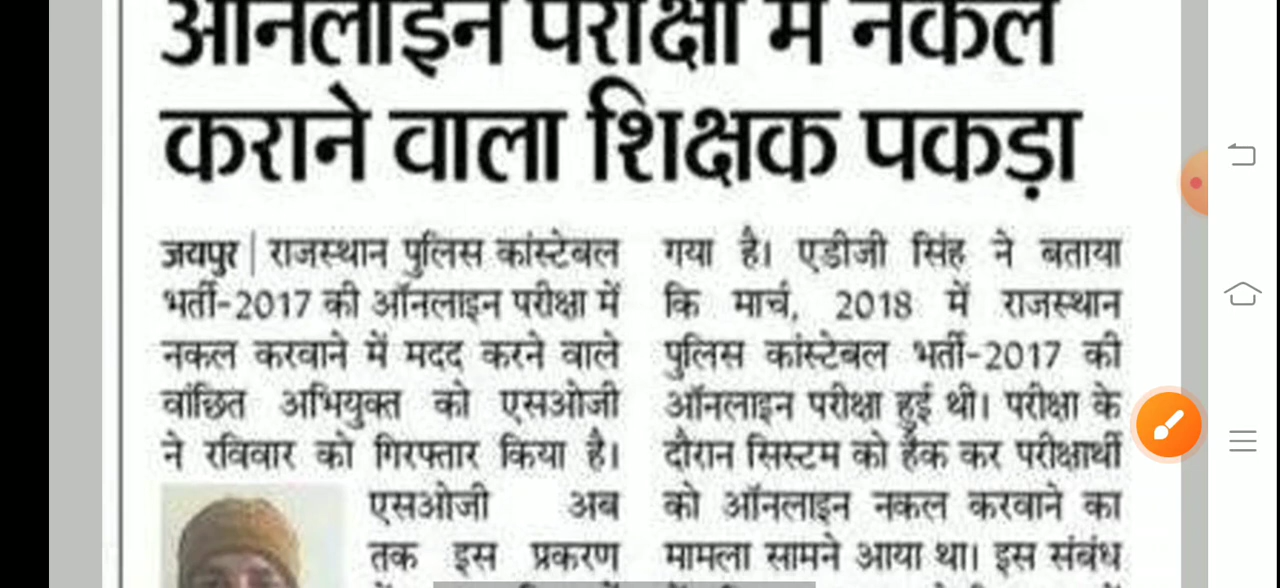 ऑनलाइन परीक्षा में नकल
कराने वाला शिक्षक पकड़ा
जयपुर | राजस्थान पुलिस कांस्टेबल
भर्ती-2017 की ऑनलाइन परीक्षा में
नकल करवाने में मदद करने वाले
वांछित अभियुक्त को एसओजी
ने रविवार को गिरफ्तार किया है।
एसओजी अब
तक इस प्रकरण
गया है। एडीजी सिंह ने बताया
कि मार्च, 2018 में राजस्थान
पुलिस कांस्टेबल भर्ती-2017 की
ऑनलाइन परीक्षा हुई थी। परीक्षा के
दौरान सिस्टम को हैक कर परीक्षार्थी
को ऑनलाइन नकल करवाने का
मामला सामने आया था। इस संबंध